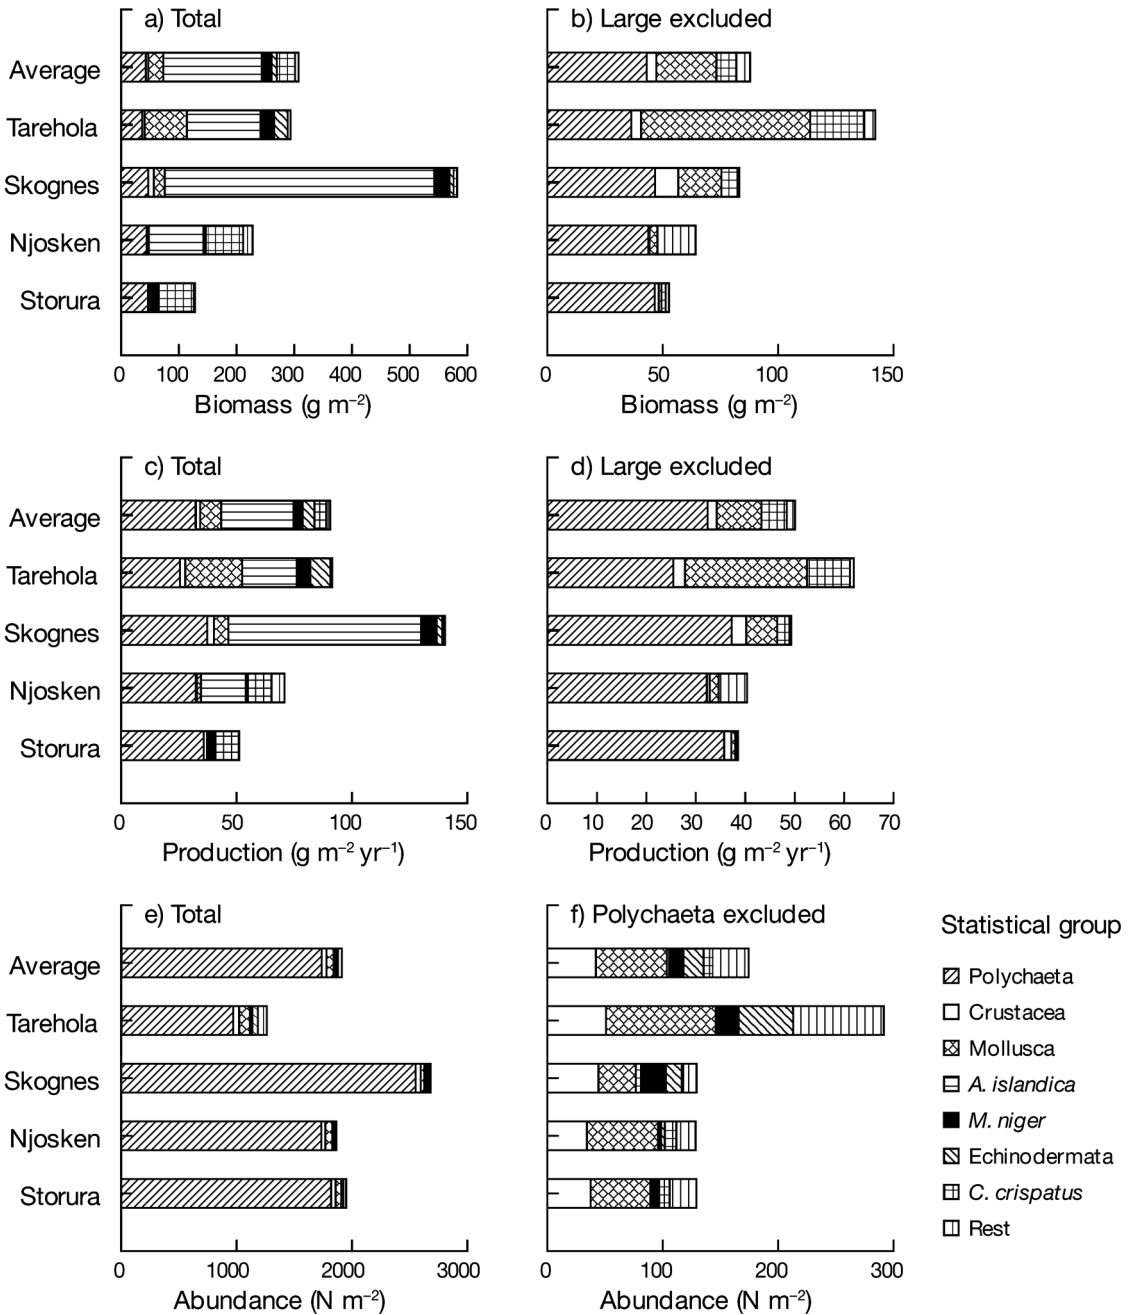 a) Total
Average
Tarehola
Skognes
Njosken
Storura
0 100 200 300 400 500 600
Biomass (g m⁻²)
b) Large excluded
0 50 100 150
Biomass (g m⁻²)
c) Total
Average
Tarehola
Skognes
Njosken
Storura
0 50 100 150
Production (g m⁻² yr⁻¹)
d) Large excluded
0 10 20 30 40 50 60 70
Production (g m⁻² yr⁻¹)
e) Total
Average
Tarehola
Skognes
Njosken
Storura
0 1000 2000 3000
Abundance (N m⁻²)
f) Polychaeta excluded
0 100 200 300
Abundance (N m⁻²)
Statistical group
Polychaeta
Crustacea
Mollusca
A. islandica
M. niger
Echinodermata
C. crispatus
Rest